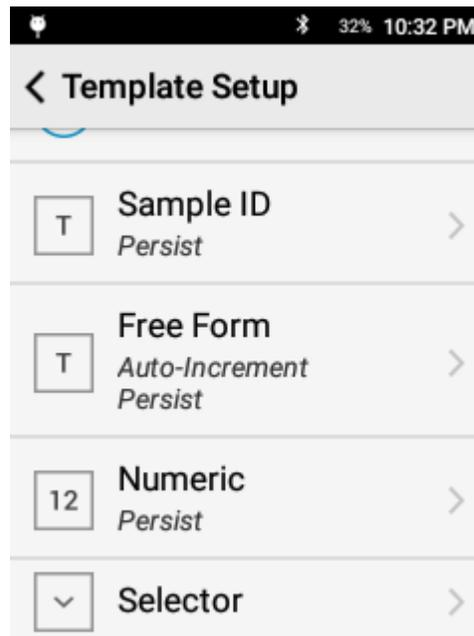 32% 10:32 PM
Template Setup
T
Sample ID
Persist
T
Free Form
Auto-Increment
Persist
12
Numeric
Persist
Selector